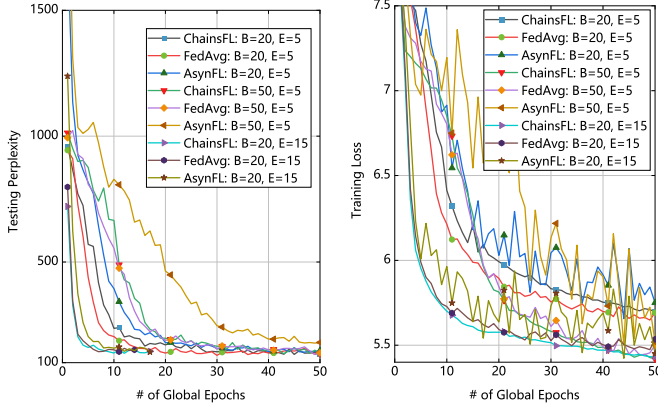 1500
1000
500
100
0
10
20
30
40
50
Testing Perplexity
# of Global Epochs
ChainsFL: B=20, E=5
FedAvg: B=20, E=5
AsynFL: B=20, E=5
ChainsFL: B=50, E=5
FedAvg: B=50, E=5
AsynFL: B=50, E=5
ChainsFL: B=20, E=15
FedAvg: B=20, E=15
AsynFL: B=20, E=15
7.5
6.5
6
5.5
0
10
20
30
40
50
Training Loss
# of Global Epochs
ChainsFL: B=20, E=5
FedAvg: B=20, E=5
AsynFL: B=20, E=5
ChainsFL: B=50, E=5
FedAvg: B=50, E=5
AsynFL: B=50, E=5
ChainsFL: B=20, E=15
FedAvg: B=20, E=15
AsynFL: B=20, E=15